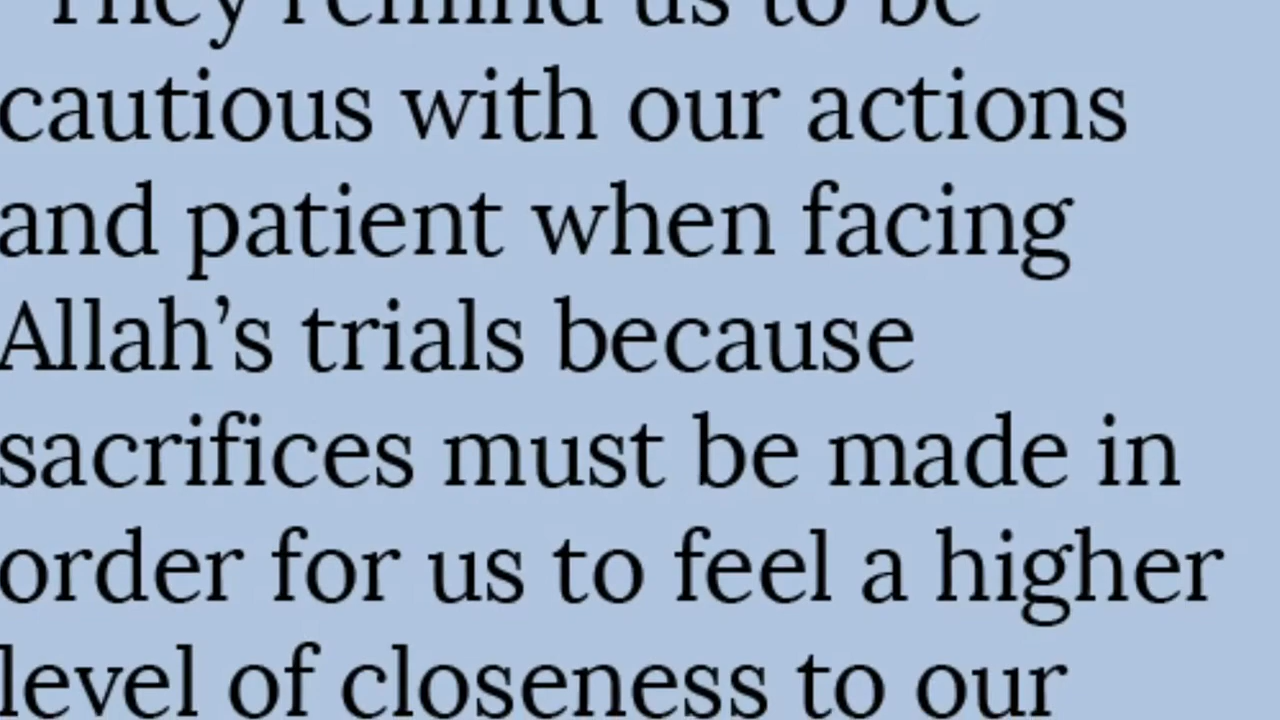 They remind us to be
cautious with our actions
and patient when facing
Allah’s trials because
sacrifices must be made in
order for us to feel a higher
level of closeness to our